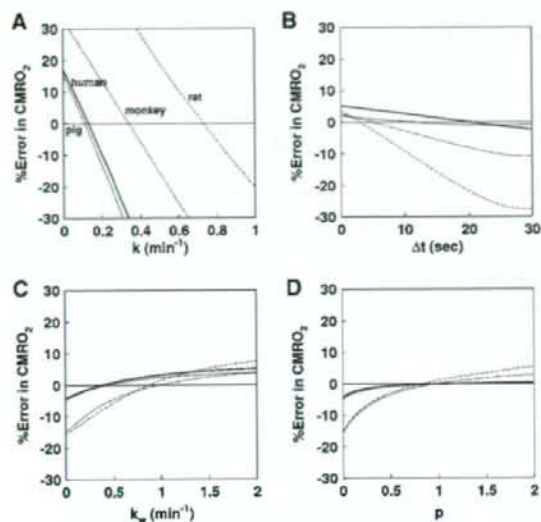 A
B
30
20
10
0
-10
-20
-30
%Error in CMRO₂
human
monkey
rat
pig
0 0.2 0.4 0.6 0.8 1
k (min⁻¹)
30
20
10
0
-10
-20
-30
%Error in CMRO₂
0 10 20 30
Δt (sec)
C
D
30
20
10
0
-10
-20
-30
%Error in CMRO₂
0 0.5 1 1.5 2
k_w (min⁻¹)
30
20
10
0
-10
-20
-30
%Error in CMRO₂
0 0.5 1 1.5 2
p